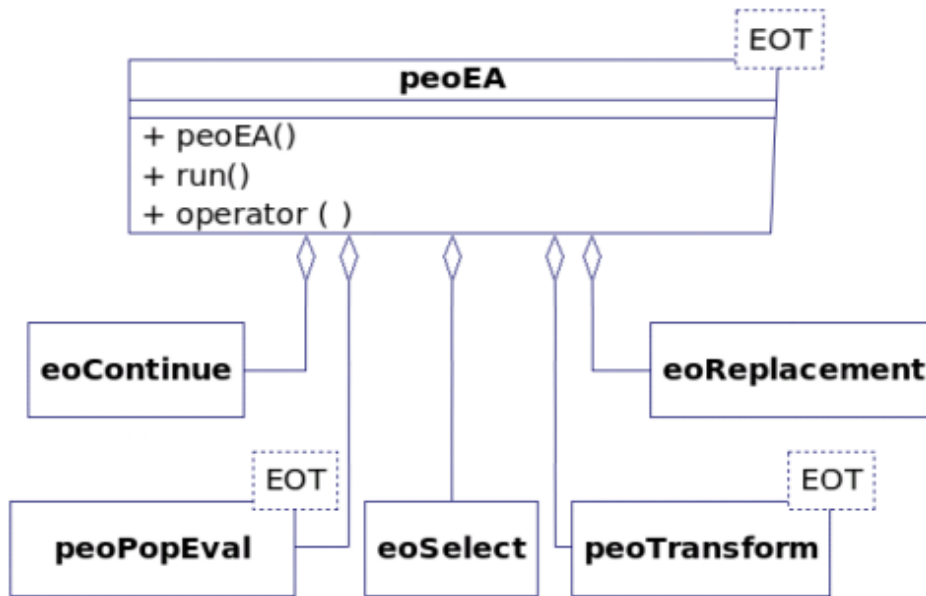 EOT
peoEA
+ peoEA()
+ run()
+ operator ( )
eoContinue
eoReplacement
EOT
EOT
peoPopEval
eoSelect
peoTransform